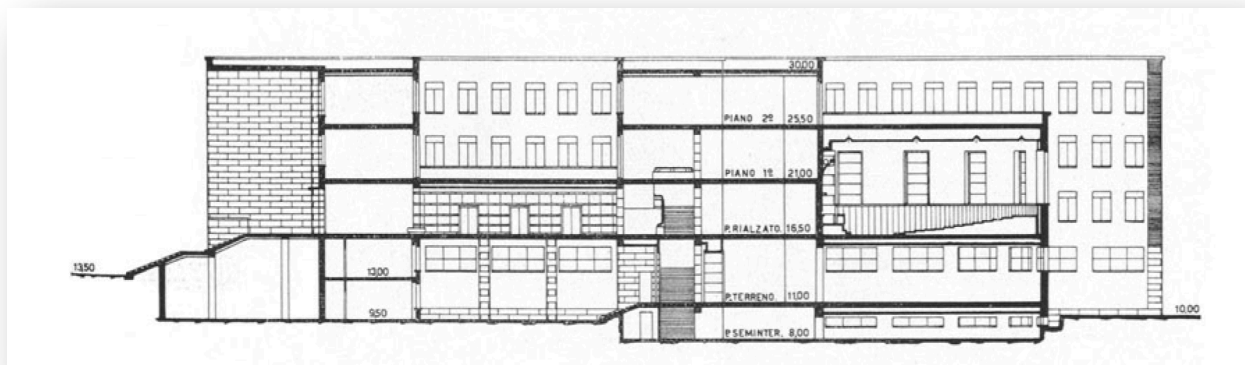 30,00
PIANO 2º 25,50
PIANO 1º 21,00
P.RIALZATO. 16,50
13,50
13,00
P.TERRENO. 11,00
9,50
10,00
P.SEMINTER. 8,00